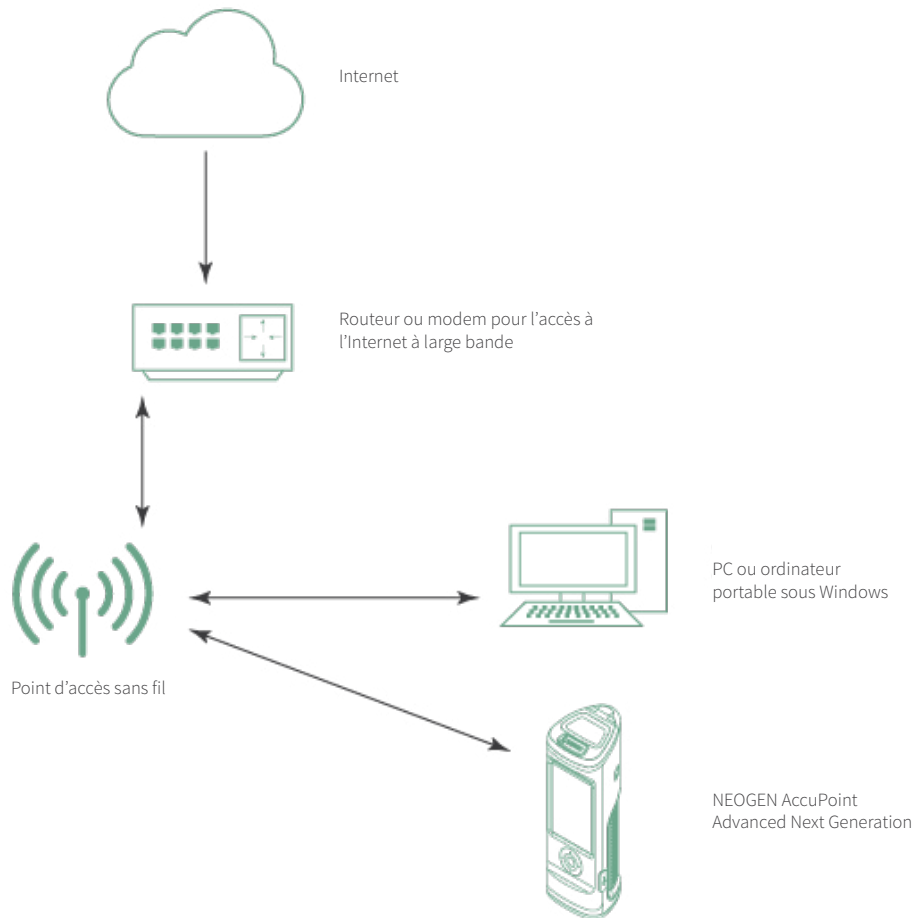 Internet
Routeur ou modem pour l’accès à
l’Internet à large bande
PC ou ordinateur
portable sous Windows
Point d’accès sans fil
NEOGEN AccuPoint
Advanced Next Generation